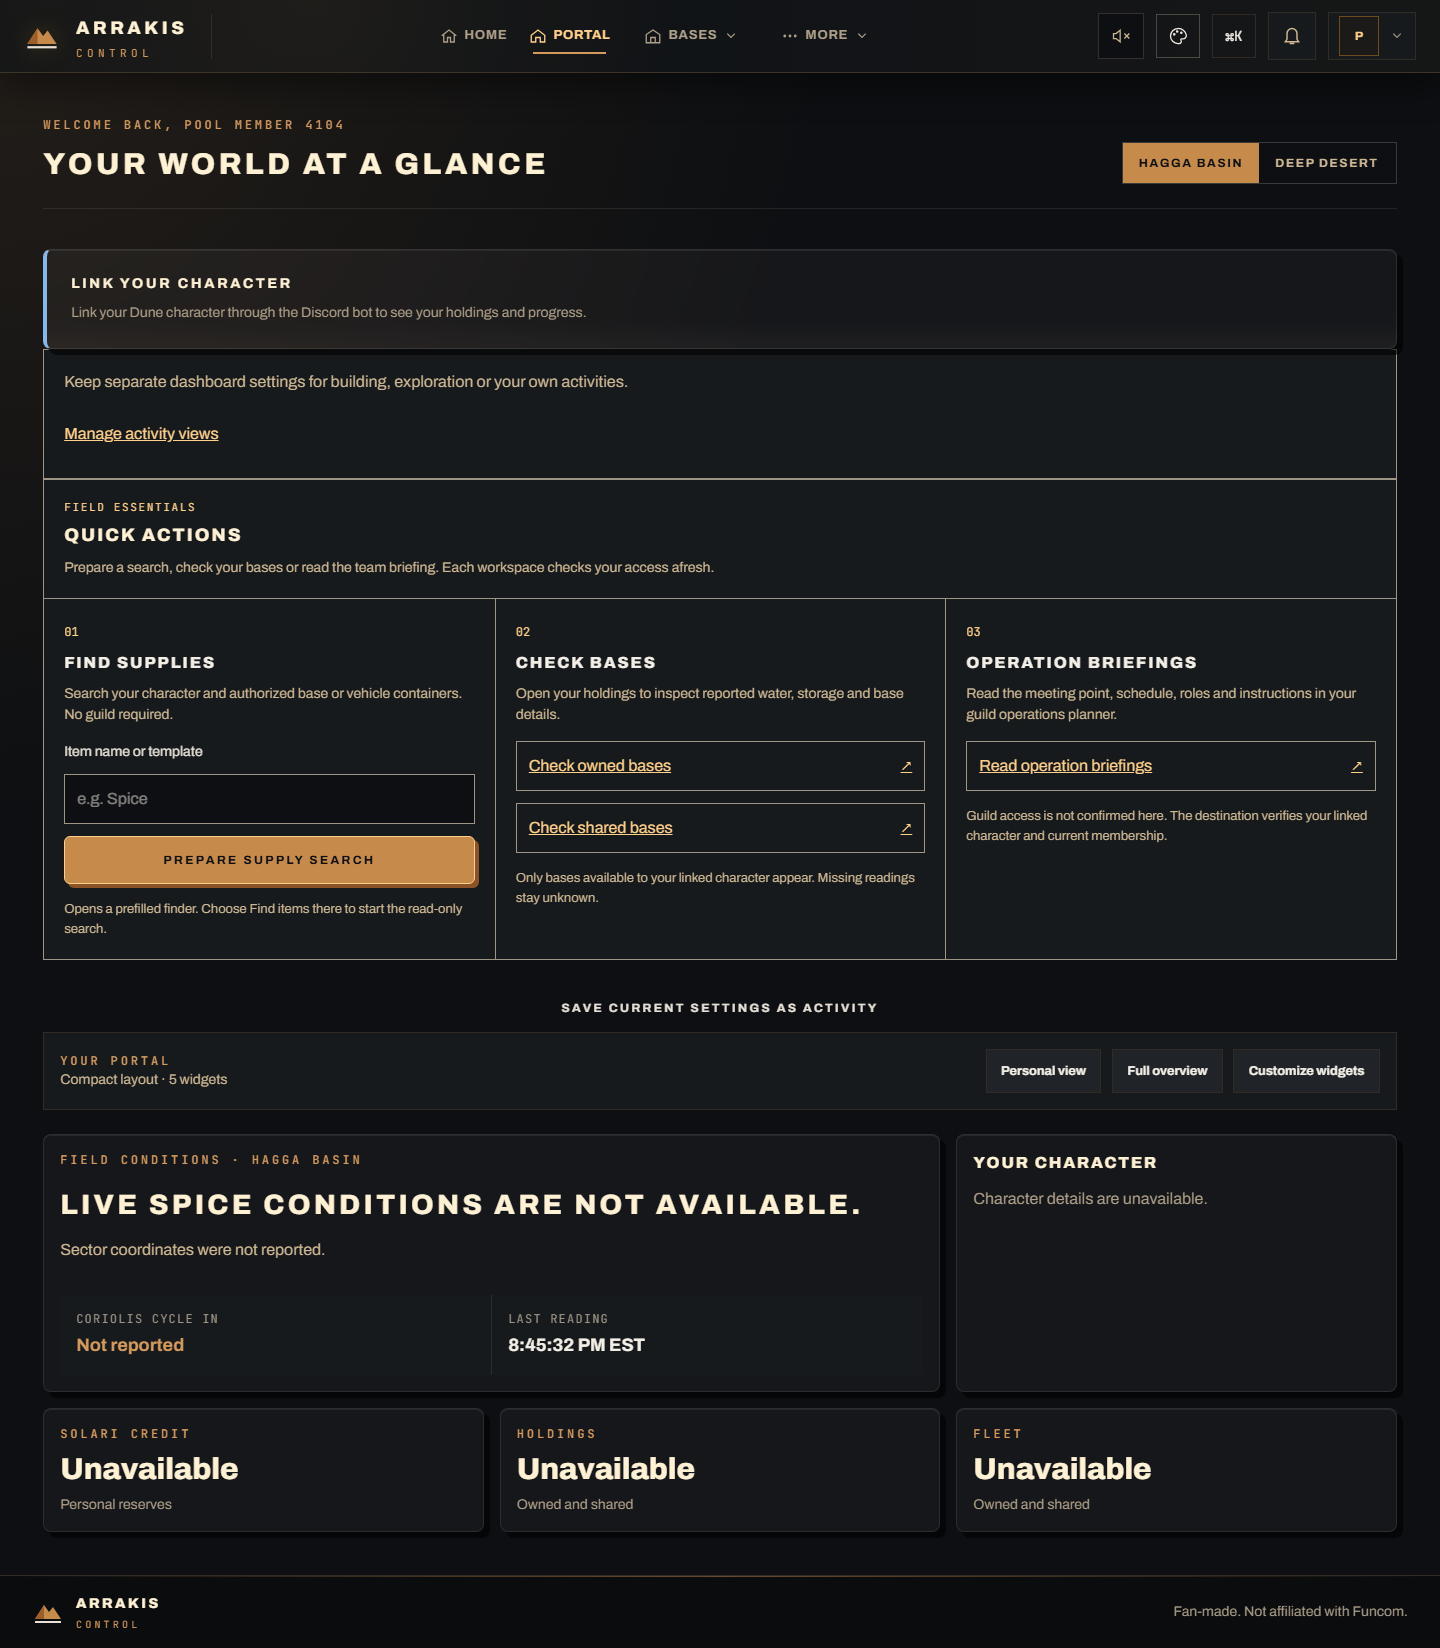 ARRAKIS
CONTROL
HOME
PORTAL
BASES
MORE
⌘K
P
WELCOME BACK, POOL MEMBER 4104
YOUR WORLD AT A GLANCE
HAGGA BASIN
DEEP DESERT
LINK YOUR CHARACTER
Link your Dune character through the Discord bot to see your holdings and progress.
Keep separate dashboard settings for building, exploration or your own activities.
Manage activity views
FIELD ESSENTIALS
QUICK ACTIONS
Prepare a search, check your bases or read the team briefing. Each workspace checks your access afresh.
01
FIND SUPPLIES
Search your character and authorized base or vehicle containers.
No guild required.
Item name or template
e.g. Spice
PREPARE SUPPLY SEARCH
Opens a prefilled finder. Choose Find items there to start the read-only
search.
02
CHECK BASES
Open your holdings to inspect reported water, storage and base
details.
Check owned bases ↗
Check shared bases ↗
Only bases available to your linked character appear. Missing readings
stay unknown.
03
OPERATION BRIEFINGS
Read the meeting point, schedule, roles and instructions in your
guild operations planner.
Read operation briefings ↗
Guild access is not confirmed here. The destination verifies your linked
character and current membership.
SAVE CURRENT SETTINGS AS ACTIVITY
YOUR PORTAL
Compact layout · 5 widgets
Personal view
Full overview
Customize widgets
FIELD CONDITIONS · HAGGA BASIN
LIVE SPICE CONDITIONS ARE NOT AVAILABLE.
Sector coordinates were not reported.
CORIOLIS CYCLE IN
Not reported
LAST READING
8:45:32 PM EST
YOUR CHARACTER
Character details are unavailable.
SOLARI CREDIT
Unavailable
Personal reserves
HOLDINGS
Unavailable
Owned and shared
FLEET
Unavailable
Owned and shared
ARRAKIS
CONTROL
Fan-made. Not affiliated with Funcom.